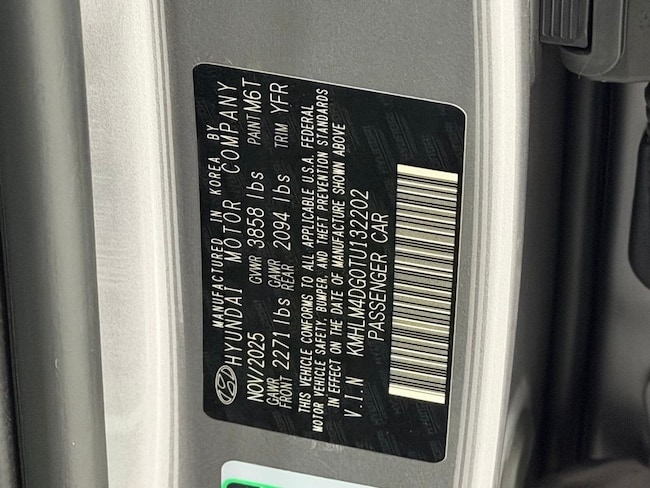 MANUFACTURED IN KOREA BY
HYUNDAI MOTOR COMPANY
NOV/2025 GVWR 3858 lbs PAINT M6T
GAWR FRONT 2271 lbs GAWR REAR 2094 lbs TRIM YFR
THIS VEHICLE CONFORMS TO ALL APPLICABLE U.S.A. FEDERAL
MOTOR VEHICLE SAFETY, BUMPER, AND THEFT PREVENTION STANDARDS
IN EFFECT ON THE DATE OF MANUFACTURE SHOWN ABOVE
V.I.N KMHLM4DG0TU132202
PASSENGER CAR